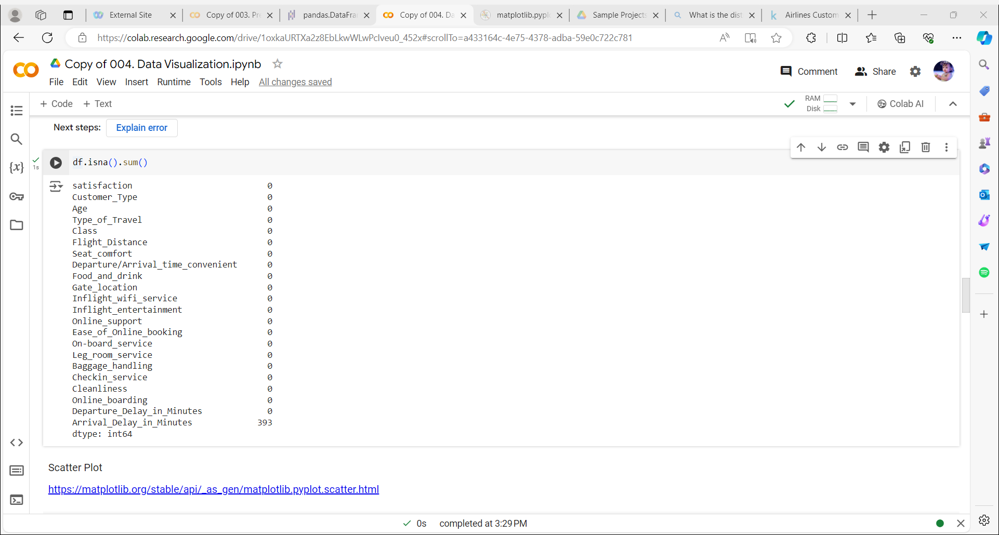 External Site
Copy of 003. Pre
pandas.DataFra
Copy of 004. Da
matplotlib.pyplo
Sample Projects
What is the dist
Airlines Custom
https://colab.research.google.com/drive/1oxkaURTXa2z8EbLkwWLwPcIveu0_452x#scrollTo=a433164c-4e75-4378-adba-59e0c722c781
Copy of 004. Data Visualization.ipynb
Comment
Share
File Edit View Insert Runtime Tools Help All changes saved
+ Code + Text
RAM
Disk
Colab AI
Next steps: Explain error
1s
df.isna().sum()
satisfaction 0
Customer_Type 0
Age 0
Type_of_Travel 0
Class 0
Flight_Distance 0
Seat_comfort 0
Departure/Arrival_time_convenient 0
Food_and_drink 0
Gate_location 0
Inflight_wifi_service 0
Inflight_entertainment 0
Online_support 0
Ease_of_Online_booking 0
On-board_service 0
Leg_room_service 0
Baggage_handling 0
Checkin_service 0
Cleanliness 0
Online_boarding 0
Departure_Delay_in_Minutes 0
Arrival_Delay_in_Minutes 393
dtype: int64
Scatter Plot
https://matplotlib.org/stable/api/_as_gen/matplotlib.pyplot.scatter.html
0s completed at 3:29 PM